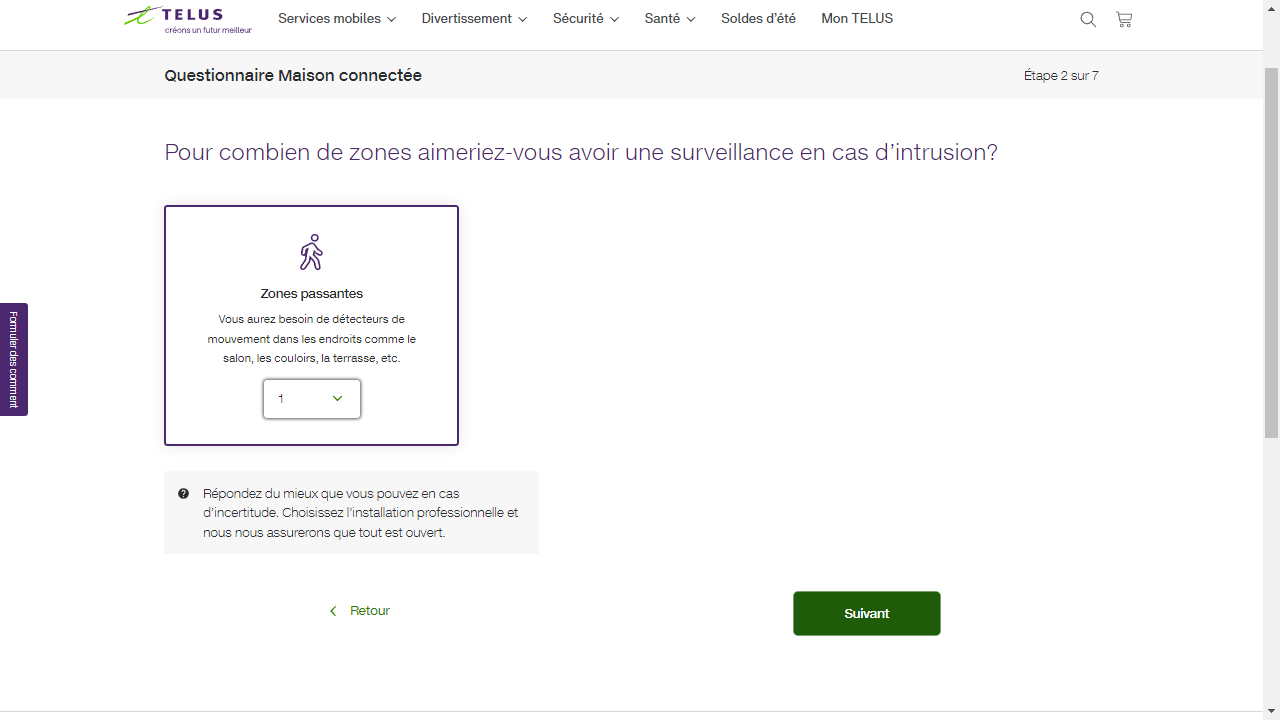 TELUS
créons un futur meilleur
Services mobiles
Divertissement
Sécurité
Santé
Soldes d'été
Mon TELUS
Questionnaire Maison connectée
Étape 2 sur 7
Pour combien de zones aimeriez-vous avoir une surveillance en cas d'intrusion?
Zones passantes
Vous aurez besoin de détecteurs de
mouvement dans les endroits comme le
salon, les couloirs, la terrasse, etc.
1
Formuler des comment
Répondez du mieux que vous pouvez en cas
d'incertitude. Choisissez l'installation professionnelle et
nous nous assurerons que tout est ouvert.
Retour
Suivant